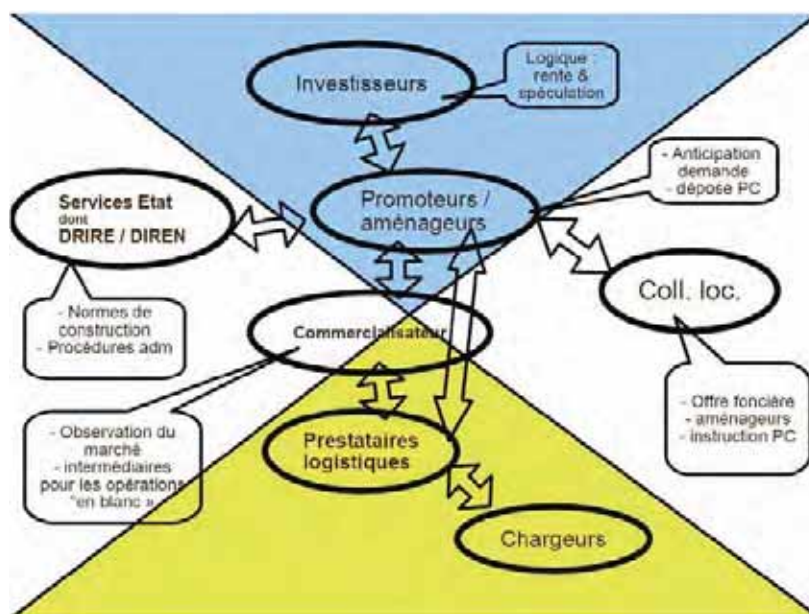 Investisseurs
Logique :
rente &
spéculation
Services Etat
dont
DRIRE / DIREN
Promoteurs /
aménageurs
- Anticipation
demande
- dépose PC
- Normes de
construction
- Procédures adm
Commercialisateur
Coll. loc.
- Observation du
marché
- intermédiaires
pour les opérations
"en blanc »
Prestataires
logistiques
- Offre foncière
- aménageurs
- instruction PC
Chargeurs